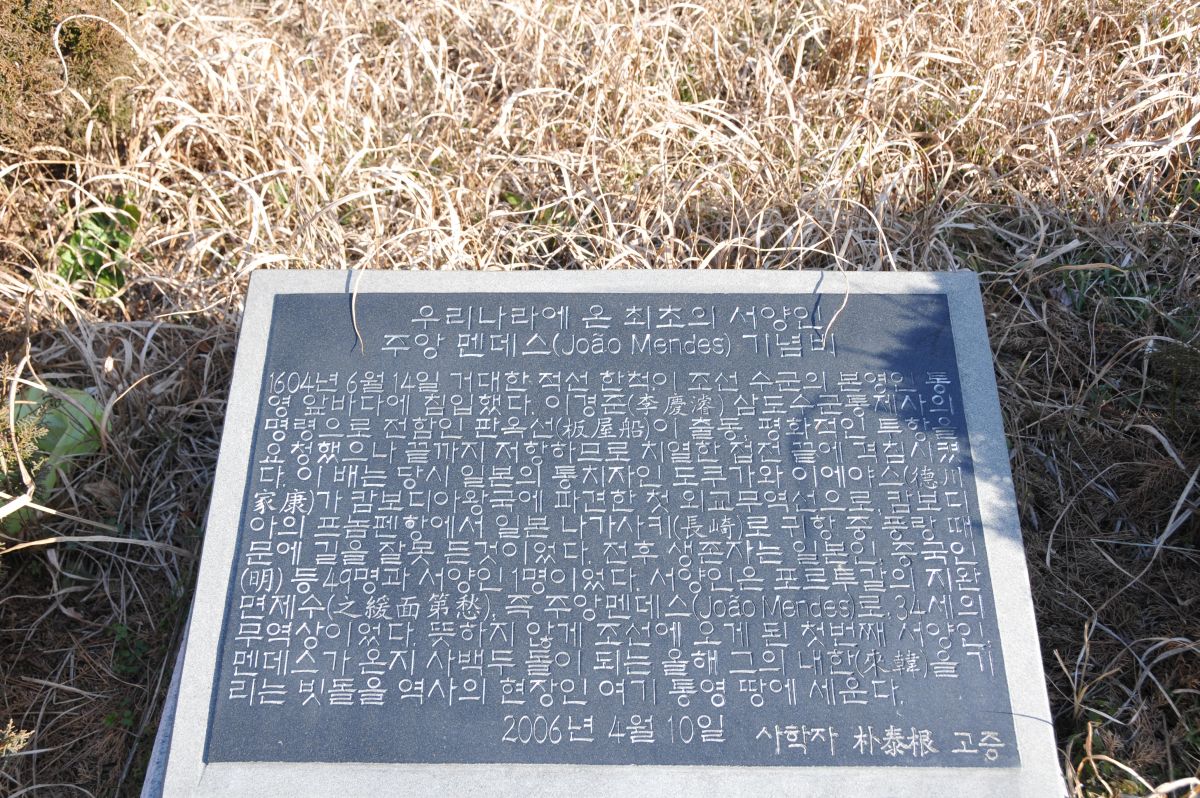 우리나라에 온 최초의 서양인
주앙 멘데스(João Mendes) 기념비
1604년 6월 14일 거대한 적선 한척이 조선 수군의 본영인 통
영 앞바다에 침입했다. 이경준(李慶濬) 삼도수군통제사의
명령으로 전함인 판옥선(板屋船)이 출동, 평화적인 투항을
요청했으나 끝까지 저항하므로 치열한 접전 끝에 격침시켰
다. 이 배는 당시 일본의 통치자인 도쿠가와 이에야스(德川
家康)가 캄보디아왕국에 파견한 첫 외교무역선으로, 캄보디
아의 프놈펜항에서 일본 나가사키(長崎)로 귀항 중 풍랑 때
문에 길을 잘못 든것이었다. 전후 생존자는 일본인, 중국인
(明) 등 49명과 서양인 1명이었다. 서양인은 포르투갈의 지완
면제수(之緩面第愁), 즉 주앙멘데스(João Mendes)로, 34세의
무역상이었다. 뜻하지 않게 조선에 오게 된 첫번째 서양인,
멘데스가 온지 사백두 돌이 되는 올해 그의 내한(來韓)을 기
리는 빗돌을 역사의 현장인 여기 통영 땅에 세운다.
2006년 4월 10일 사학자 朴泰根 고증